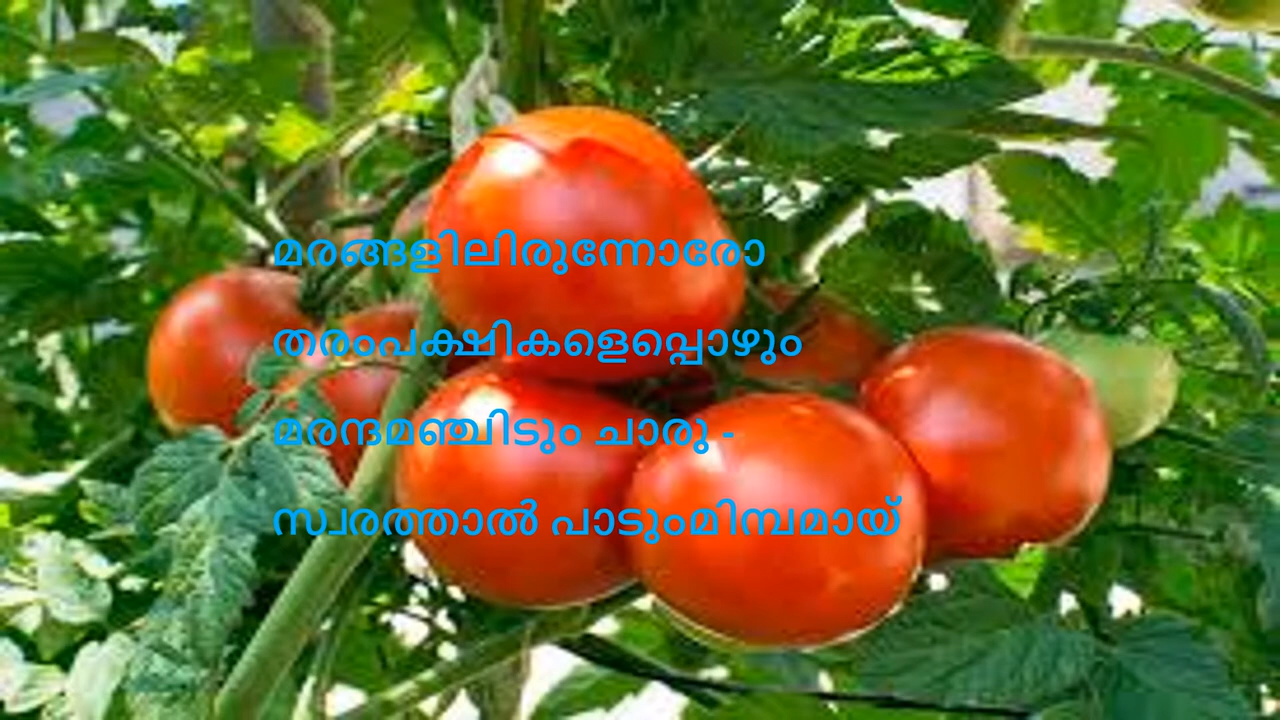 മരങ്ങളിലിരുന്നോരോ
തരംപക്ഷികളെപ്പൊഴും
മരന്ദമഞ്ചിടും ചാരു -
സ്വരത്താൽ പാടുംമിമ്പമായ്